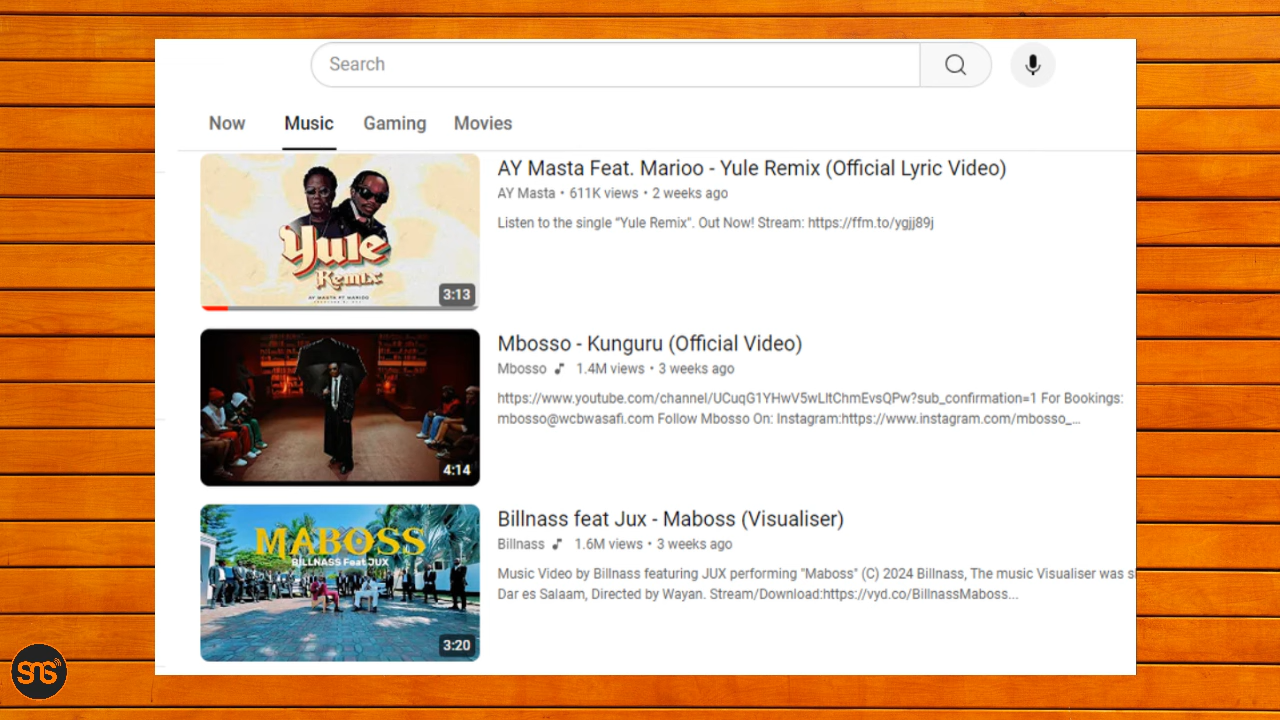 Search
Now Music Gaming Movies
Yule
Remix
AY MASTA FT MARIOO
3:13
AY Masta Feat. Marioo - Yule Remix (Official Lyric Video)
AY Masta • 611K views • 2 weeks ago
Listen to the single "Yule Remix". Out Now! Stream: https://ffm.to/ygjj89j
4:14
Mbosso - Kunguru (Official Video)
Mbosso 1.4M views • 3 weeks ago
https://www.youtube.com/channel/UCuqG1YHwV5wLltChmEvsQPw?sub_confirmation=1 For Bookings:
mbosso@wcbwasafi.com Follow Mbosso On: Instagram:https://www.instagram.com/mbosso_...
MABOSS
BILLNASS Feat JUX
3:20
Billnass feat Jux - Maboss (Visualiser)
Billnass 1.6M views • 3 weeks ago
Music Video by Billnass featuring JUX performing "Maboss" (C) 2024 Billnass, The music Visualiser was
Dar es Salaam, Directed by Wayan. Stream/Download:https://vyd.co/BillnassMaboss...
SNS